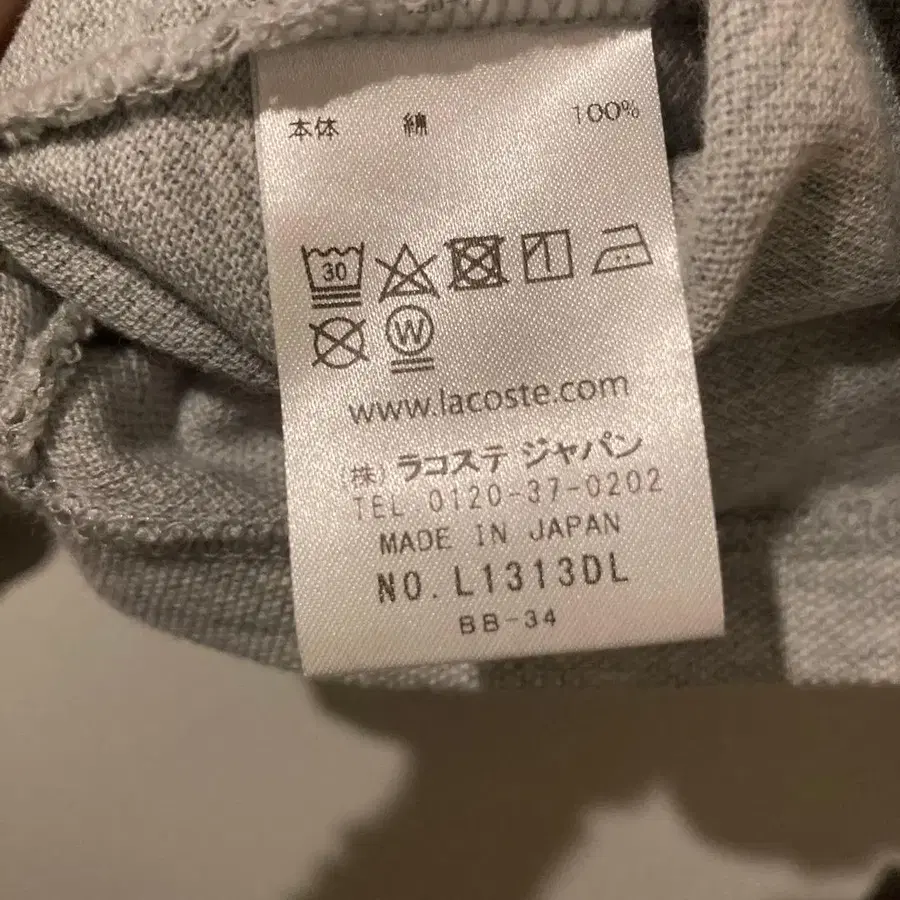 本体 綿 100%
30
W
www.lacoste.com
(株) ラコステ ジャパン
TEL 0120-37-0202
MADE IN JAPAN
NO. L1313DL
BB-34